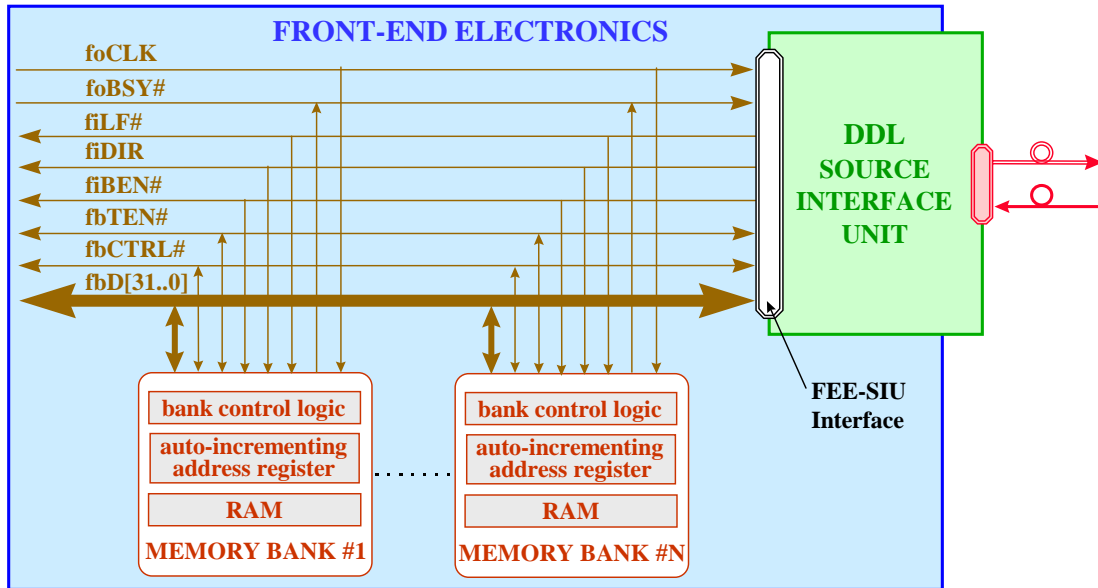 FRONT-END ELECTRONICS
foCLK
foBSY#
fiLF#
fiDIR
fiBEN#
fbTEN#
fbCTRL#
fbD[31..0]
DDL
SOURCE
INTERFACE
UNIT
FEE-SIU
Interface
bank control logic
auto-incrementing
address register
RAM
MEMORY BANK #1
bank control logic
auto-incrementing
address register
RAM
MEMORY BANK #N